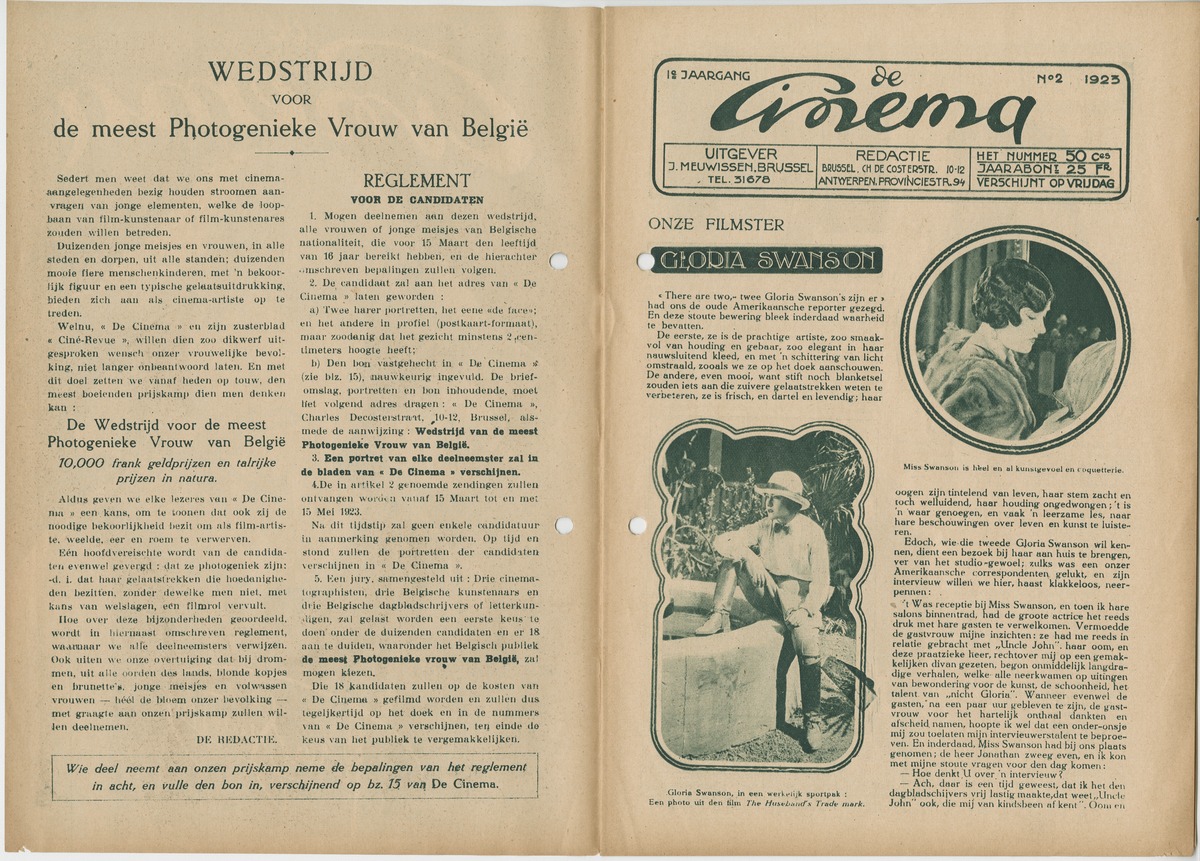 WEDSTRIJD
VOOR
de meest Photogenieke Vrouw van België
Sedert men weet dat we ons met cinema-
aangelegenheden bezig houden stroomen aan-
vragen van jonge elementen, welke de loop-
baan van film-kunstenaar of film-kunstenares
zouden willen betreden.
Duizenden jonge meisjes en vrouwen, in alle
steden en dorpen, uit alle standen; duizenden
mooie fiere menschenkinderen, met 'n bekoor-
lijk figuur en een typische gelaatsuitdrukking,
bieden zich aan als cinema-artiste op te
treden.
Welnu, « De Cinema » en zijn zusterblad
« Ciné-Revue », willen dien zoo dikwerf uit-
gesproken wensch onzer vrouwelijke bevol-
king, niet langer onbeantwoord laten. En met
dit doel zetten we vanaf heden op touw, den
meest boeienden prijskamp dien men denken
kan :
De Wedstrijd voor de meest
Photogenieke Vrouw van België
10,000 frank geldprijzen en talrijke
prijzen in natura.
Aldus geven we elke lezeres van « De Cine-
ma » een kans, om te toonen dat ook zij de
noodige bekoorlijkheid bezit om als film-artis-
te, weelde, eer en roem te verwerven.
Eén hoofdvereischte wordt van de candida-
ten evenwel gevergd : dat ze photogeniek zijn:
-d. i. dat haar gelaatstrekken die hoedanighe-
den bezitten, zonder dewelke men niet, met
kans van welslagen, eén filmrol vervult.
Hoe over deze bijzonderheden geoordeeld,
wordt in hiernaast omschreven reglement,
waarnaar we alle deelneemsters verwijzen.
Ook uiten we onze overtuiging dat bij drom-
men, uit alle oorden des lands, blonde kopjes
en brunette's, jonge meisjes en volwassen
vrouwen — héél de bloem onzer bevolking —
met graagte aan onzen prijskamp zullen wil-
len deelnemen.
DE REDACTIE.
REGLEMENT
VOOR DE CANDIDATEN
1. Mogen deelnemen aan dezen wedstrijd,
alle vrouwen of jonge meisjes van Belgische
nationaliteit, die voor 15 Maart den leeftijd
van 16 jaar bereikt hebben, en de hierachter
omschreven bepalingen zullen volgen.
2. De candidaat zal aan het adres van « De
Cinema » laten geworden :
a) Twee harer portretten, het eene «de face»;
en het andere in profiel (postkaart-formaat),
maar zoodanig dat het gezicht minstens 2 cen-
timeters hoogte heeft;
b) Den bon vastgehecht in « De Cinema »
(zie blz. 15), nauwkeurig ingevuld. De brief-
omslag, portretten en bon inhoudende, moet
het volgend adres dragen : « De Cinema »,
Charles Decosterstraat, 10-12, Brussel, als-
mede de aanwijzing : Wedstrijd van de meest
Photogenieke Vrouw van België.
3. Een portret van elke deelneemster zal in
de bladen van « De Cinema » verschijnen.
4. De in artikel 2 genoemde zendingen zullen
ontvangen worden vanaf 15 Maart tot en met
15 Mei 1923.
Na dit tijdstip zal geen enkele candidatuur
in aanmerking genomen worden. Op tijd en
stond zullen de portretten der candidaten
verschijnen in « De Cinema ».
5. Een jury, samengesteld uit : Drie cinema-
tographisten, drie Belgische kunstenaars en
drie Belgische dagbladschrijvers of letterkun-
digen, zal gelast worden een eerste keus te
doen onder de duizenden candidaten en er 18
aan te duiden, waaronder het Belgisch publiek
de meest Photogenieke vrouw van België, zal
mogen kiezen.
Die 18 kandidaten zullen op de kosten van
« De Cinema » gefilmd worden en zullen dus
tegelijkertijd op het doek en in de nummers
van « De Cinema » verschijnen, ten einde de
keus van het publiek te vergemakkelijken.
Wie deel neemt aan onzen prijskamp neme de bepalingen van het reglement
in acht, en vulle den bon in, verschijnend op bz. 15 van De Cinema.
1e JAARGANG
de
Cinema
No2 1923
UITGEVER
J. MEUWISSEN, BRUSSEL
TEL. 31678
REDACTIE
BRUSSEL, CH DE COSTERSTR. 10-12
ANTWERPEN, PROVINCIESTR. 94
HET NUMMER 50 Ces
JAARABONT 25 FR
VERSCHIJNT OP VRIJDAG
ONZE FILMSTER
GLORIA SWANSON
« There are two,- twee Gloria Swanson's zijn er »
had ons de oude Amerikaansche reporter gezegd.
En deze stoute bewering bleek inderdaad waarheid
te bevatten.
De eerste, ze is de prachtige artiste, zoo smaak-
vol van houding en gebaar, zoo elegant in haar
nauwsluitend kleed, en met 'n schittering van licht
omstraald, zooals we ze op het doek aanschouwen.
De andere, even mooi, want stift noch blanketsel
zouden iets aan die zuivere gelaatstrekken weten te
verbeteren, ze is frisch, en dartel en levendig; haar
Gloria Swanson, in een werkelijk sportpak :
Een photo uit den film The Huseband's Trade mark.
Miss Swanson is heel en al kunstgevoel en coquetterie.
oogen zijn tintelend van leven, haar stem zacht en
toch welluidend, haar houding ongedwongen; 't is
'n waar genoegen, en vaak 'n leerzame les, naar
hare beschouwingen over leven en kunst te luiste-
ren.
Edoch, wie die tweede Gloria Swanson wil ken-
nen, dient een bezoek bij haar aan huis te brengen,
ver van het studio-gewoel; zulks was een onzer
Amerikaansche correspondenten gelukt, en zijn
interview willen we hier, haast klakkeloos, neer-
pennen :
't Was receptie bij Miss Swanson, en toen ik hare
salons binnentrad, had de groote actrice het reeds
druk met hare gasten te verwelkomen. Vermoedde
de gastvrouw mijne inzichten : ze had me reeds in
relatie gebracht met „Uncle John". haar oom, en
deze praatzieke heer, rechtover mij op een gemak-
kelijken divan gezeten, begon onmiddelijk langdra-
dige verhalen, welke alle neerkwamen op uitingen
van bewondering voor de kunst, de schoonheid, het
talent van „nicht Gloria". Wanneer evenwel de
gasten, na een paar uur gebleven te zijn, de gast-
vrouw voor het hartelijk onthaal dankten en
afscheid namen, hoopte ik wel dat een onder-onsje
mij zou toelaten mijn interviewerstalent te beproe-
ven. En inderdaad, Miss Swanson had bij ons plaats
genomen ; de heer Jonathan zweeg even, en ik kon
met mijne stoute vragen voor den dag komen :
— Hoe denkt U over 'n interview ?
— Ach, daar is een tijd geweest, dat ik het den
dagbladschijvers vrij lastig maakte, dat weet „Uncle
John" ook, die mij van kindsbeen af kent". Oom en